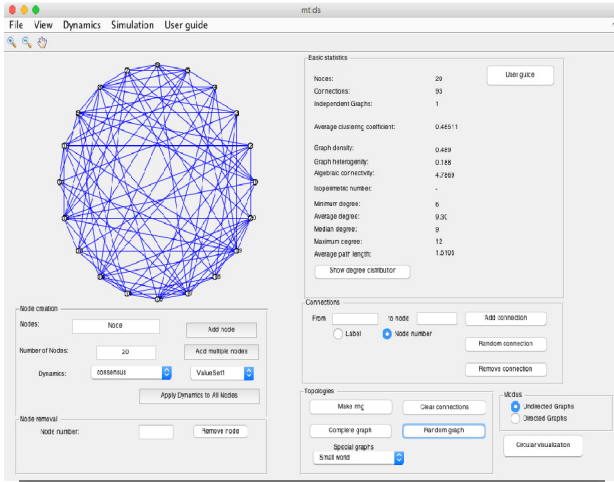 mtids
File View Dynamics Simulation User guide
Basic statistics
Nodes: 20
User guide
Connections: 93
Independent Graphs: 1
Average clustering coefficient: 0.48511
Graph density: 0.489
Graph heterogenity: 0.188
Algebraic connectivity: 4.7869
Isoperimetric number: -
Minimum degree: 6
Average degree: 9.30
Median degree: 9
Maximum degree: 12
Average path length:
Show degree distribution
Node creation
Nodes: Node
Add node
Number of Nodes: 20
Add multiple nodes
Dynamics: consensus ValueSet1
Apply Dynamics to All Nodes
Node removal
Node number:
Remove node
Connections
From to node
Add connection
Label Node number
Random connection
Remove connection
Topologies
Make ring
Clear connections
Complete graph
Random graph
Special graphs
Small world
Modus
Undirected Graphs
Directed Graphs
Circular visualization